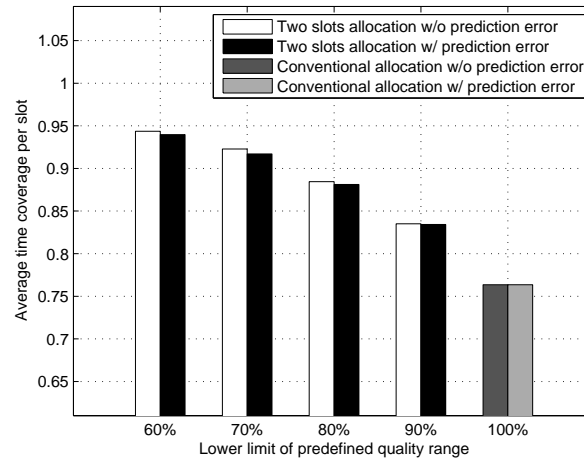 Two slots allocation w/o prediction error
Two slots allocation w/ prediction error
Conventional allocation w/o prediction error
Conventional allocation w/ prediction error
Average time coverage per slot
1.05
1
0.95
0.9
0.85
0.8
0.75
0.7
0.65
60% 70% 80% 90% 100%
Lower limit of predefined quality range